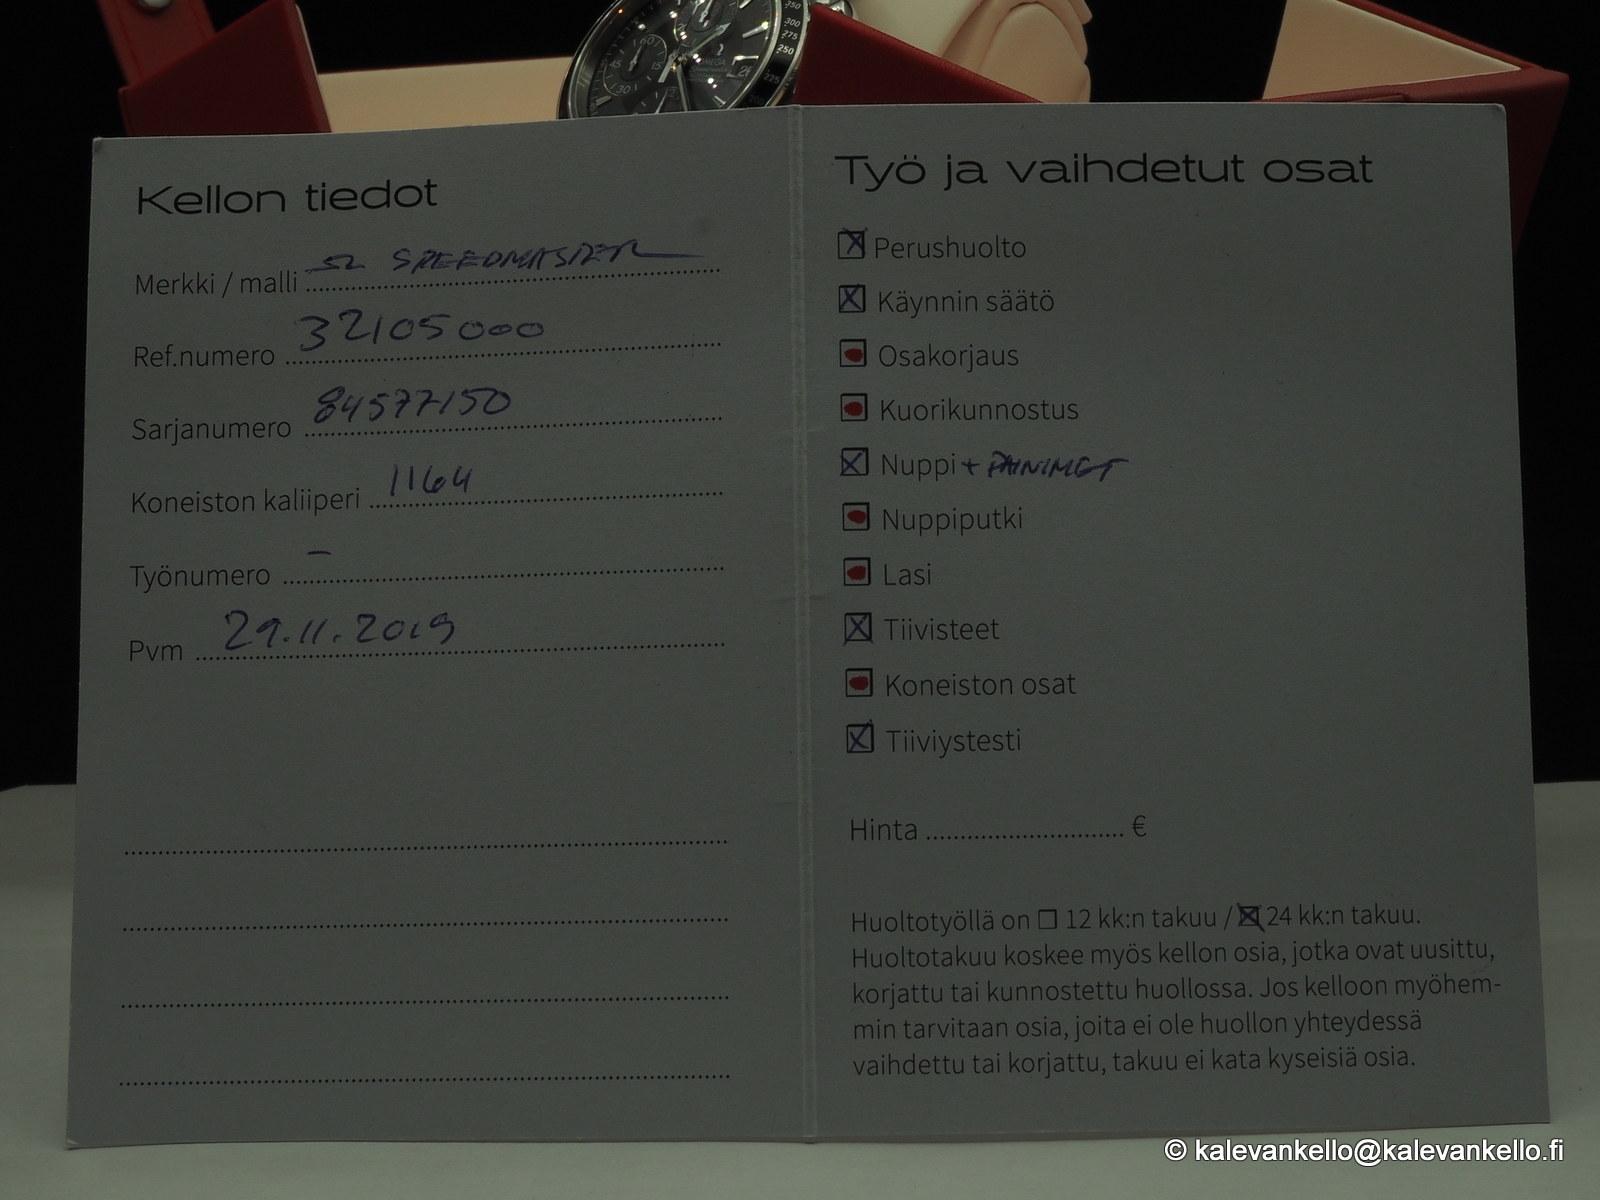 Kellon tiedot
Merkki / malli Ω SPEEDMASTER
Ref.numero 32105000
Sarjanumero 84577150
Koneiston kaliiperi 1164
Työnumero –
Pvm 29.11.2019
Työ ja vaihdetut osat
Perushuolto
Käynnin säätö
Osakorjaus
Kuorikunnostus
Nuppi + PAINIMET
Nuppiputki
Lasi
Tiivisteet
Koneiston osat
Tiiviystesti
Hinta ............................ €
Huoltotyöllä on ☐ 12 kk:n takuu / ☒ 24 kk:n takuu.
Huoltotakuu koskee myös kellon osia, jotka ovat uusittu,
korjattu tai kunnostettu huollossa. Jos kelloon myöhem-
min tarvitaan osia, joita ei ole huollon yhteydessä
vaihdettu tai korjattu, takuu ei kata kyseisiä osia.
© kalevankello@kalevankello.fi